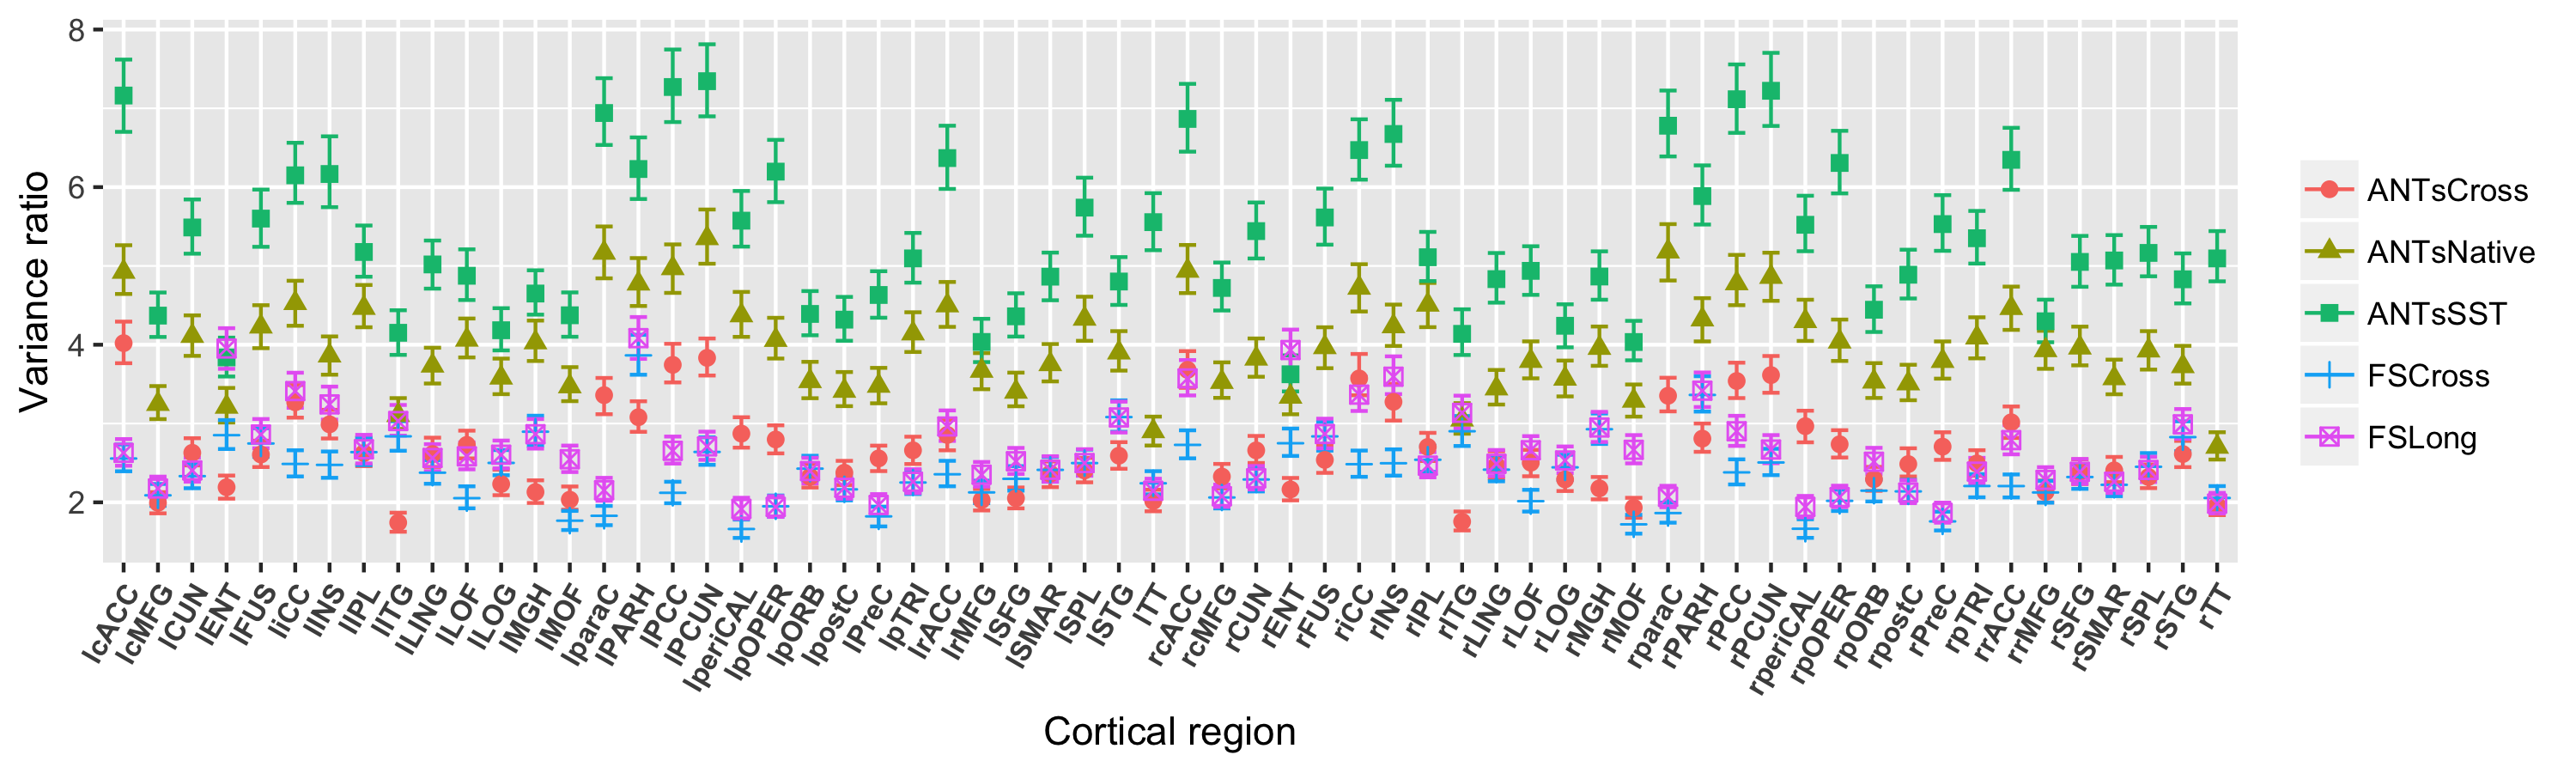 8
6
4
2
Variance ratio
lcACC
lcMFG
lCUN
lENT
lFUS
liCC
lINS
lIPL
lITG
lLING
lLOF
lLOG
lMGH
lMOF
lparaC
lPARH
lPCC
lPCUN
lperiCAL
lpOPER
lpORB
lpostC
lPreC
lpTRI
lrACC
lrMFG
lSFG
lSMAR
lSPL
lSTG
lTT
rcACC
rcMFG
rCUN
rENT
rFUS
riCC
rINS
rIPL
rITG
rLING
rLOF
rLOG
rMGH
rMOF
rparaC
rPARH
rPCC
rPCUN
rperiCAL
rpOPER
rpORB
rpostC
rPreC
rpTRI
rrACC
rrMFG
rSFG
rSMAR
rSPL
rSTG
rTT
Cortical region
ANTsCross
ANTsNative
ANTsSST
FSCross
FSLong